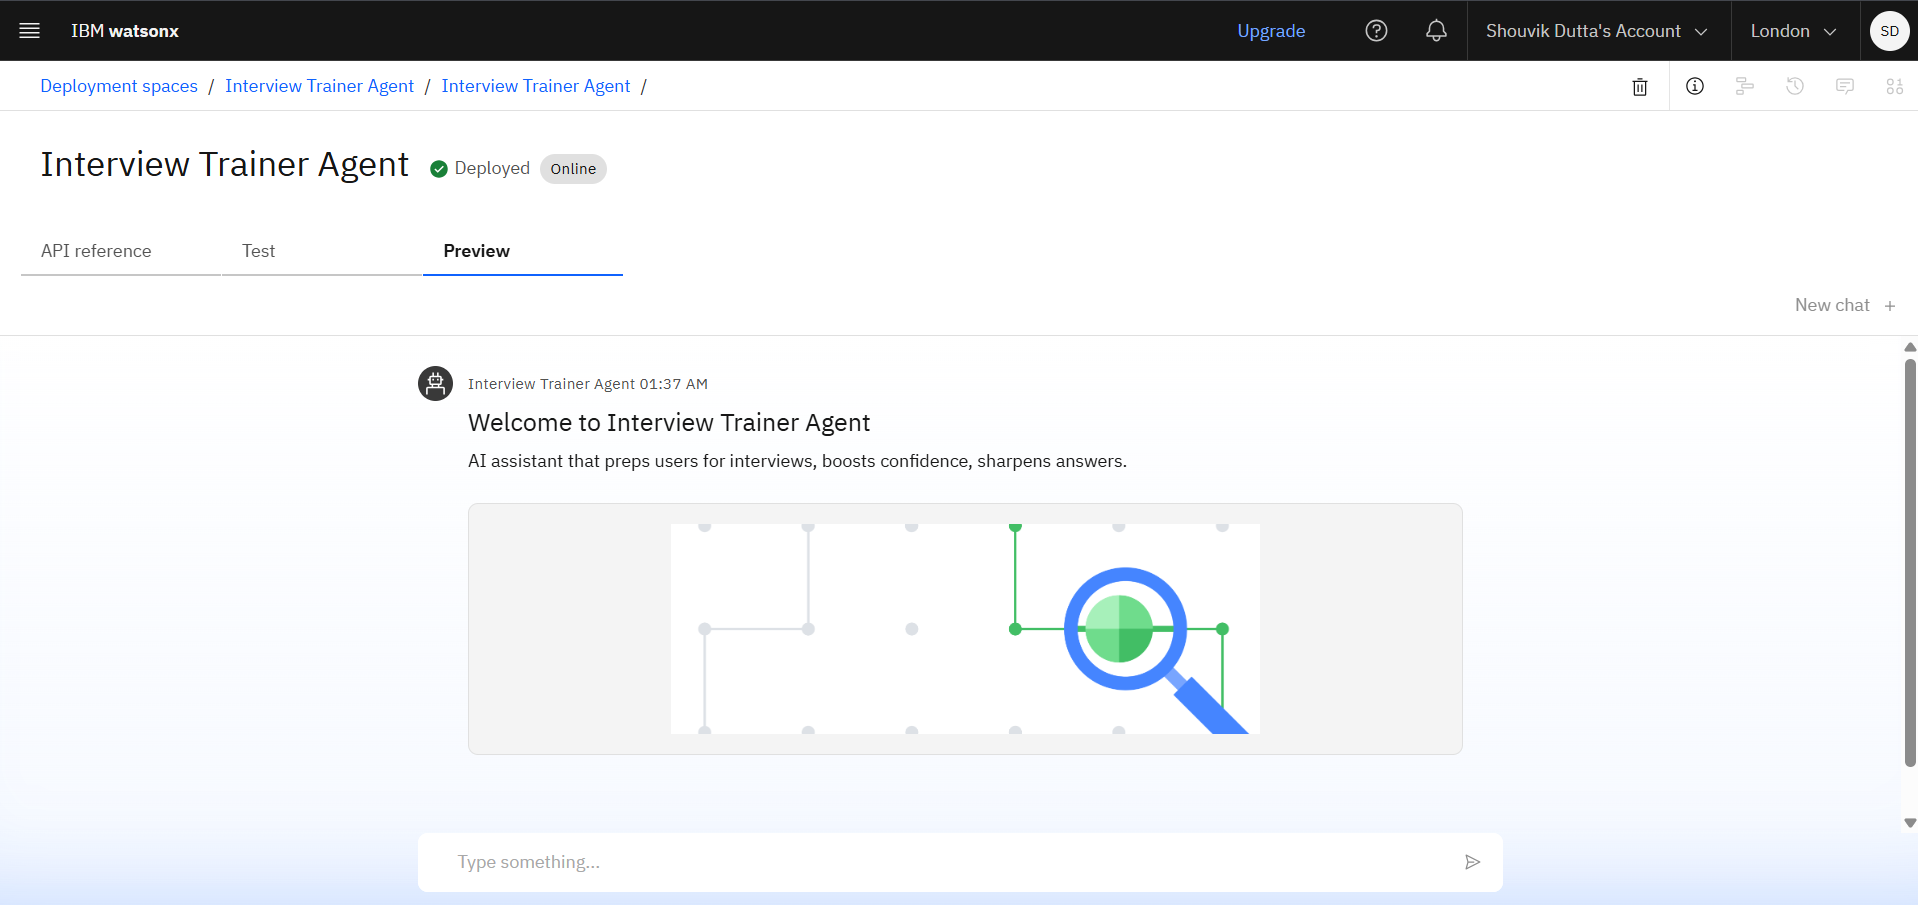 IBM watsonx
Upgrade
Shouvik Dutta's Account
London
SD
Deployment spaces / Interview Trainer Agent / Interview Trainer Agent /
Interview Trainer Agent
Deployed
Online
API reference
Test
Preview
New chat +
Interview Trainer Agent 01:37 AM
Welcome to Interview Trainer Agent
AI assistant that preps users for interviews, boosts confidence, sharpens answers.
Type something...